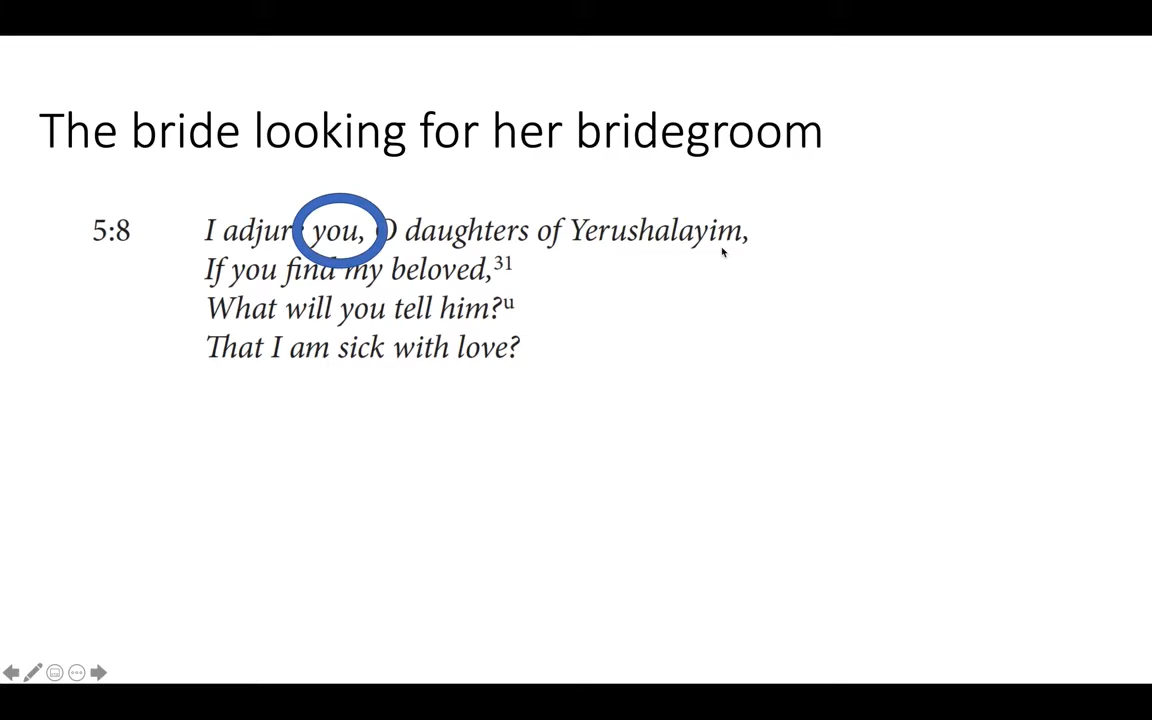 The bride looking for her bridegroom
5:8 I adjure you, O daughters of Yerushalayim,
If you find my beloved,³¹
What will you tell him?ᵘ
That I am sick with love?